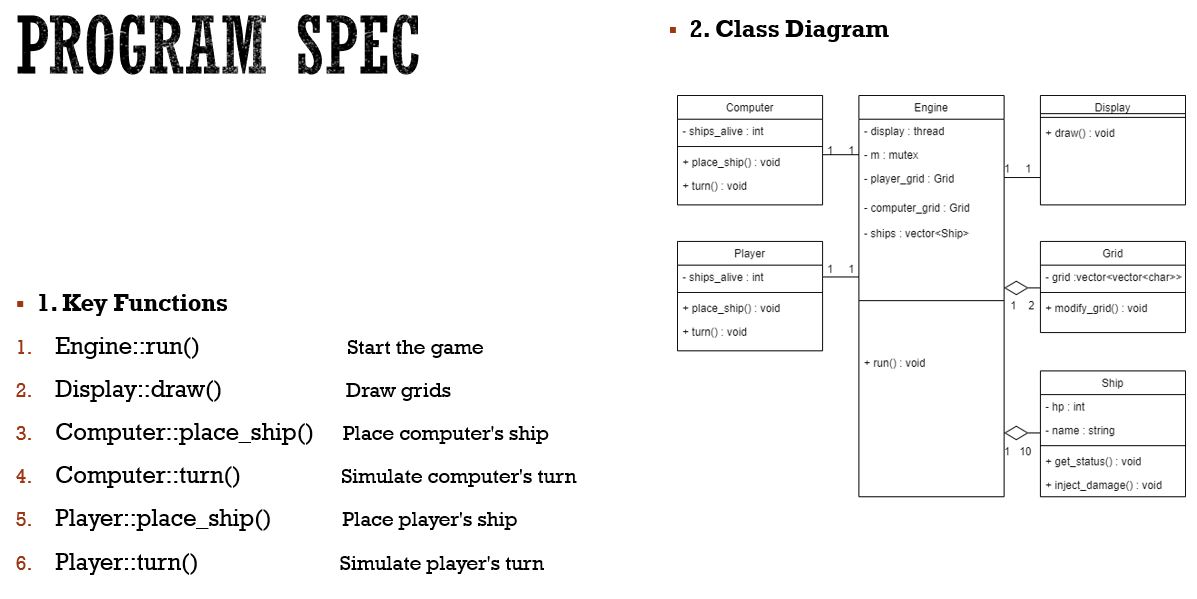 PROGRAM SPEC
▪ 1. Key Functions
1. Engine::run() Start the game
2. Display::draw() Draw grids
3. Computer::place_ship() Place computer's ship
4. Computer::turn() Simulate computer's turn
5. Player::place_ship() Place player's ship
6. Player::turn() Simulate player's turn
▪ 2. Class Diagram
Computer
- ships_alive : int
+ place_ship() : void
+ turn() : void
1 1
Player
- ships_alive : int
+ place_ship() : void
+ turn() : void
1 1
Engine
- display : thread
- m : mutex
- player_grid : Grid
- computer_grid : Grid
- ships : vector<Ship>
+ run() : void
1 1
Display
+ draw() : void
1 2
Grid
- grid :vector<vector<char>>
+ modify_grid() : void
1 10
Ship
- hp : int
- name : string
+ get_status() : void
+ inject_damage() : void